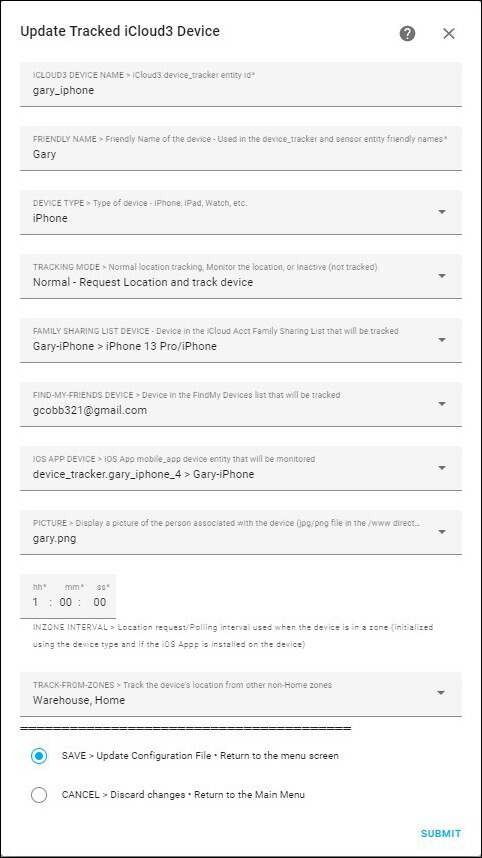 Update Tracked iCloud3 Device
ICLOUD3 DEVICE NAME > iCloud3 device_tracker entity id*
gary_iphone
FRIENDLY NAME > Friendly Name of the device - Used in the device_tracker and sensor entity friendly names*
Gary
DEVICE TYPE > Type of device - iPhone, iPad, Watch, etc.
iPhone
TRACKING MODE > Normal location tracking, Monitor the location, or Inactive (not tracked)
Normal - Request Location and track device
FAMILY SHARING LIST DEVICE - Device in the iCloud Acct Family Sharing List that will be tracked
Gary-iPhone > iPhone 13 Pro/iPhone
FIND-MY-FRIENDS DEVICE > Device in the FindMy Devices list that will be tracked
gcobb321@gmail.com
IOS APP DEVICE > iOS App mobile_app device entity that will be monitored
device_tracker.gary_iphone_4 > Gary-iPhone
PICTURE > Display a picture of the person associated with the device (jpg/png file in the /www direct...
gary.png
hh* mm* ss*
1 : 00 : 00
INZONE INTERVAL > Location request/Polling interval used when the device is in a zone (initialized
using the device type and if the iOS Appp is installed on the device)
TRACK-FROM-ZONES > Track the device's location from other non-Home zones
Warehouse, Home
========================================
SAVE > Update Configuration File • Return to the menu screen
CANCEL > Discard changes • Return to the Main Menu
SUBMIT